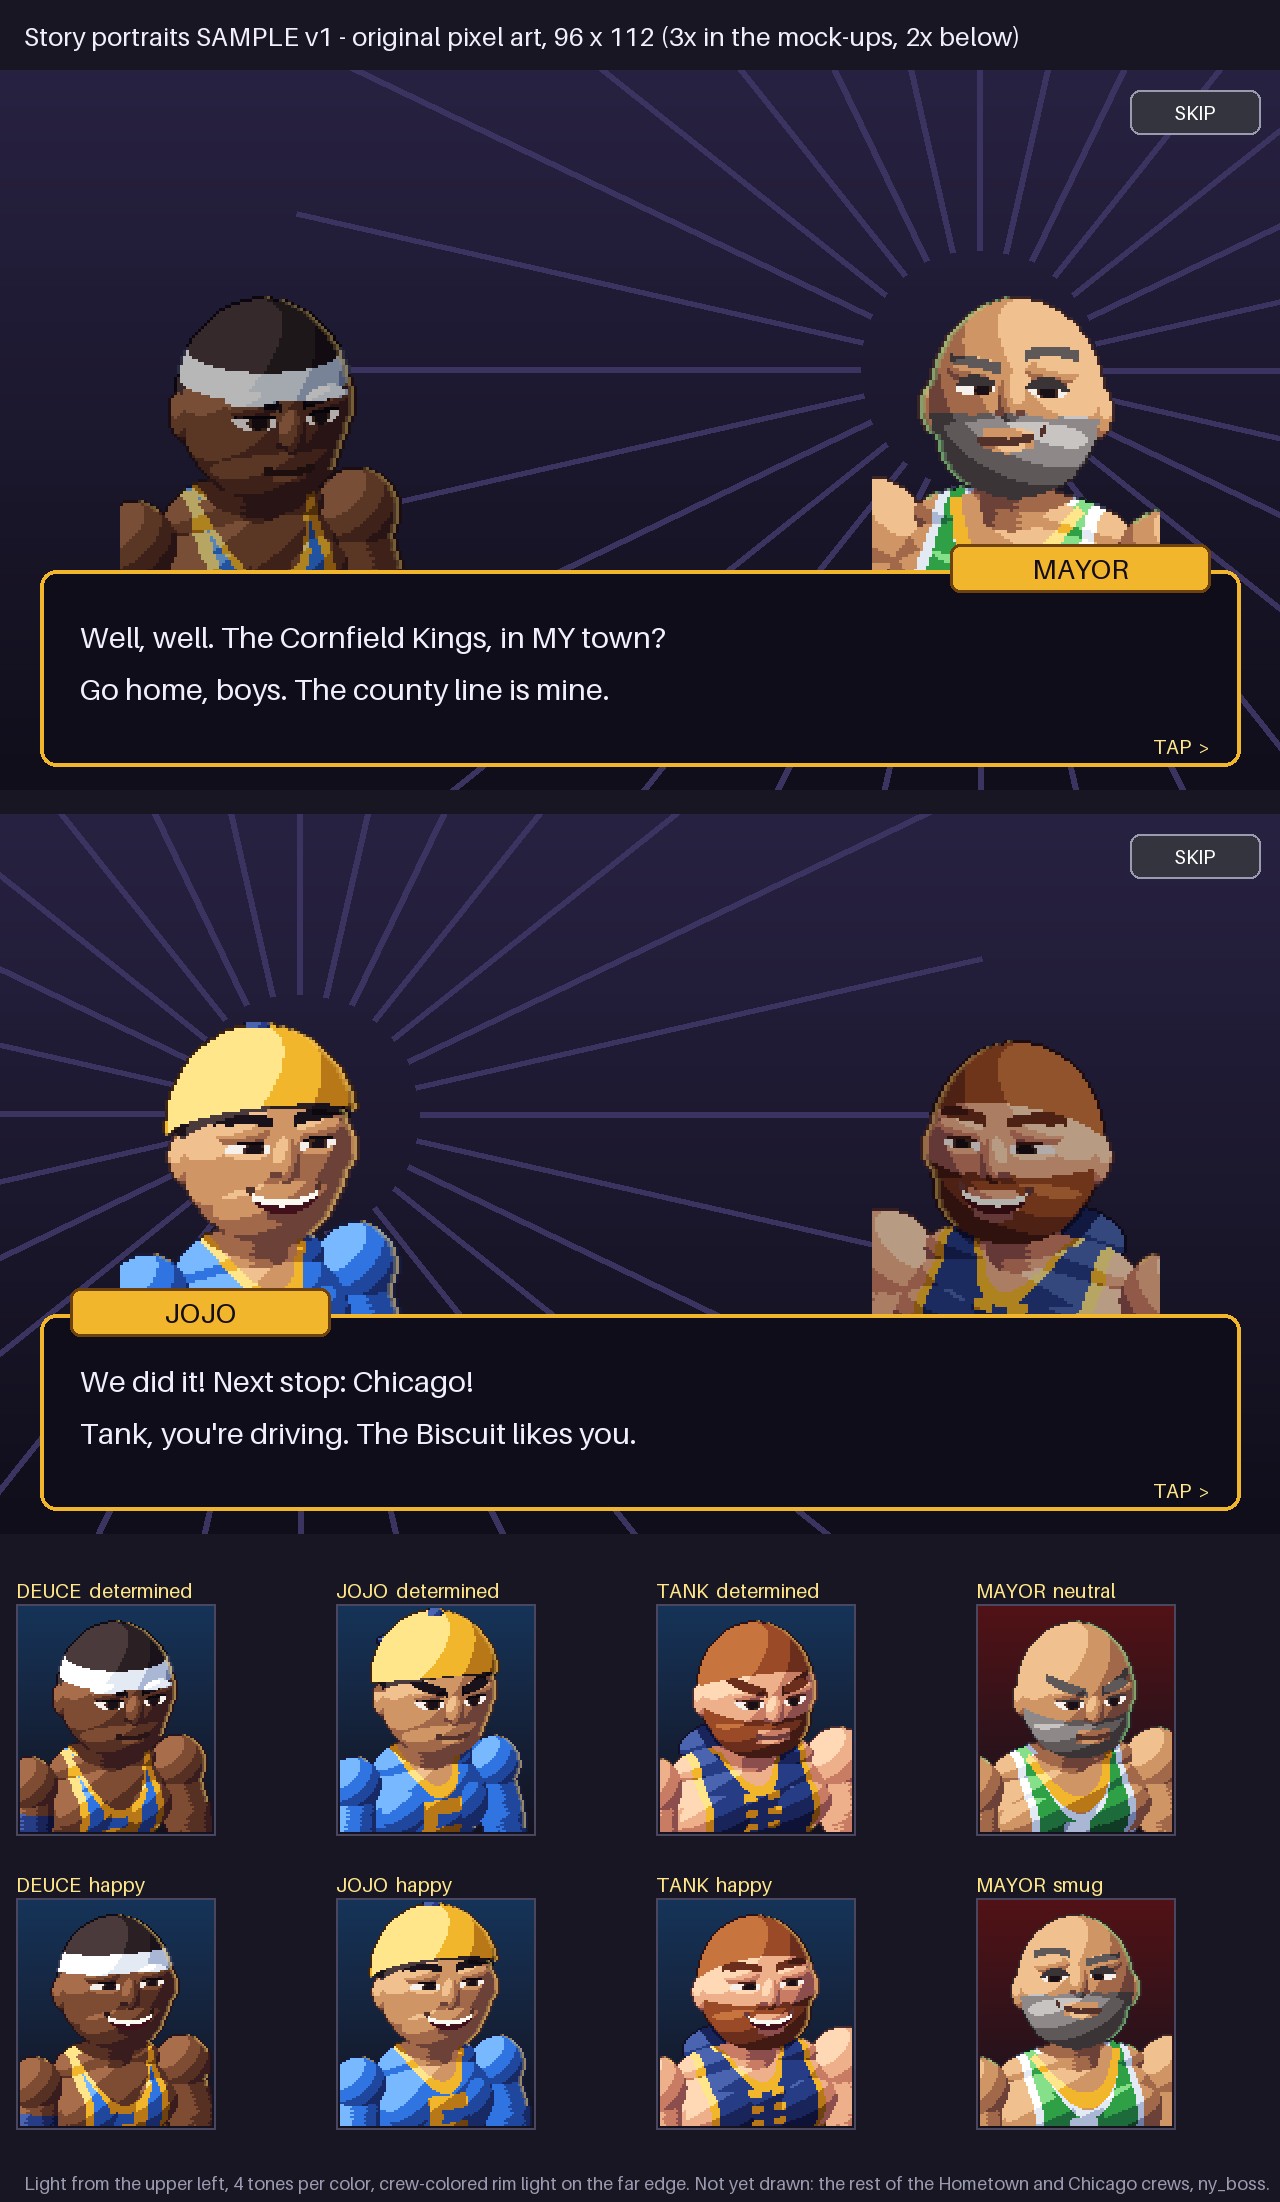 Story portraits SAMPLE v1 - original pixel art, 96 x 112 (3x in the mock-ups, 2x below)
SKIP
MAYOR
Well, well. The Cornfield Kings, in MY town?
Go home, boys. The county line is mine.
TAP >
SKIP
JOJO
We did it! Next stop: Chicago!
Tank, you're driving. The Biscuit likes you.
TAP >
DEUCE determined
JOJO determined
TANK determined
MAYOR neutral
DEUCE happy
JOJO happy
TANK happy
MAYOR smug
Light from the upper left, 4 tones per color, crew-colored rim light on the far edge. Not yet drawn: the rest of the Hometown and Chicago crews, ny_boss.